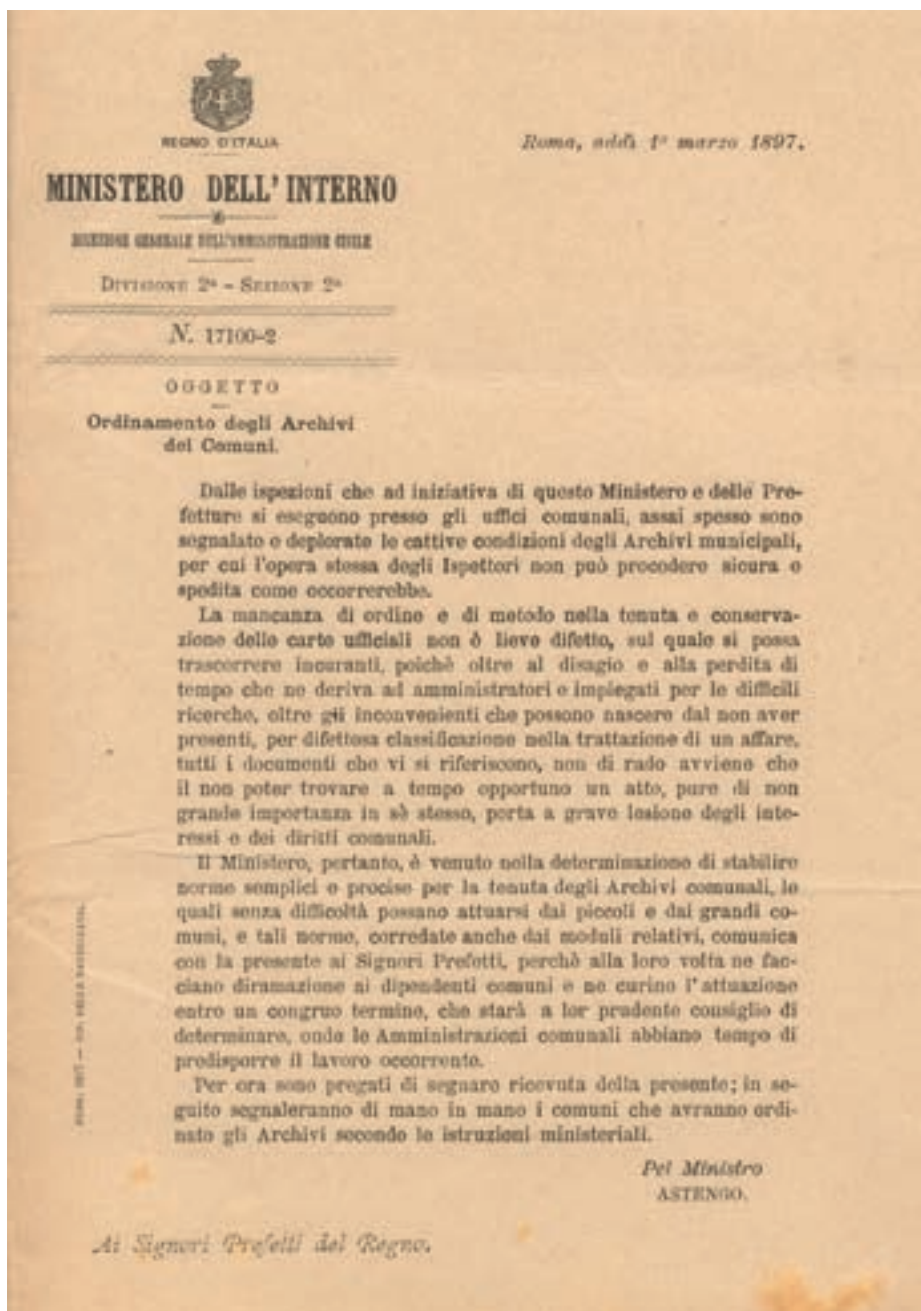 REGNO D'ITALIA
Roma, addì 1° marzo 1897.
MINISTERO DELL'INTERNO
DIREZIONE GENERALE DELL'AMMINISTRAZIONE CIVILE
DIVISIONE 2ª - SEZIONE 2ª
N. 17100-2
OGGETTO
Ordinamento degli Archivi
dei Comuni.
Dalle ispezioni che ad iniziativa di questo Ministero e delle Pre-
fetture si eseguono presso gli uffici comunali, assai spesso sono
segnalate e deplorate le cattive condizioni degli Archivi municipali,
per cui l'opera stessa degli Ispettori non può procedere sicura e
spedita come occorrerebbe.
La mancanza di ordine e di metodo nella tenuta e conserva-
zione delle carte ufficiali non è lieve difetto, sul quale si possa
trascorrere incuranti, poichè oltre al disagio e alla perdita di
tempo che ne deriva ad amministratori e impiegati per le difficili
ricerche, oltre gli inconvenienti che possono nascere dal non aver
presenti, per difettosa classificazione nella trattazione di un affare,
tutti i documenti che vi si riferiscono, non di rado avviene che
il non poter trovare a tempo opportuno un atto, pure di non
grande importanza in sè stesso, porta a grave lesione degli inte-
ressi e dei diritti comunali.
Il Ministero, pertanto, è venuto nella determinazione di stabilire
norme semplici e precise per la tenuta degli Archivi comunali, le
quali senza difficoltà possano attuarsi dai piccoli e dai grandi co-
muni, e tali norme, corredate anche dai moduli relativi, comunica
con la presente ai Signori Prefetti, perchè alla loro volta ne fac-
ciano diramazione ai dipendenti comuni e ne curino l'attuazione
entro un congruo termine, che starà a lor prudente consiglio di
determinare, onde le Amministrazioni comunali abbiano tempo di
predisporre il lavoro occorrente.
Per ora sono pregati di segnare ricevuta della presente; in se-
guito segnaleranno di mano in mano i comuni che avranno ordi-
nato gli Archivi secondo le istruzioni ministeriali.
Pel Ministro
ASTENGO.
Ai Signori Prefetti del Regno.